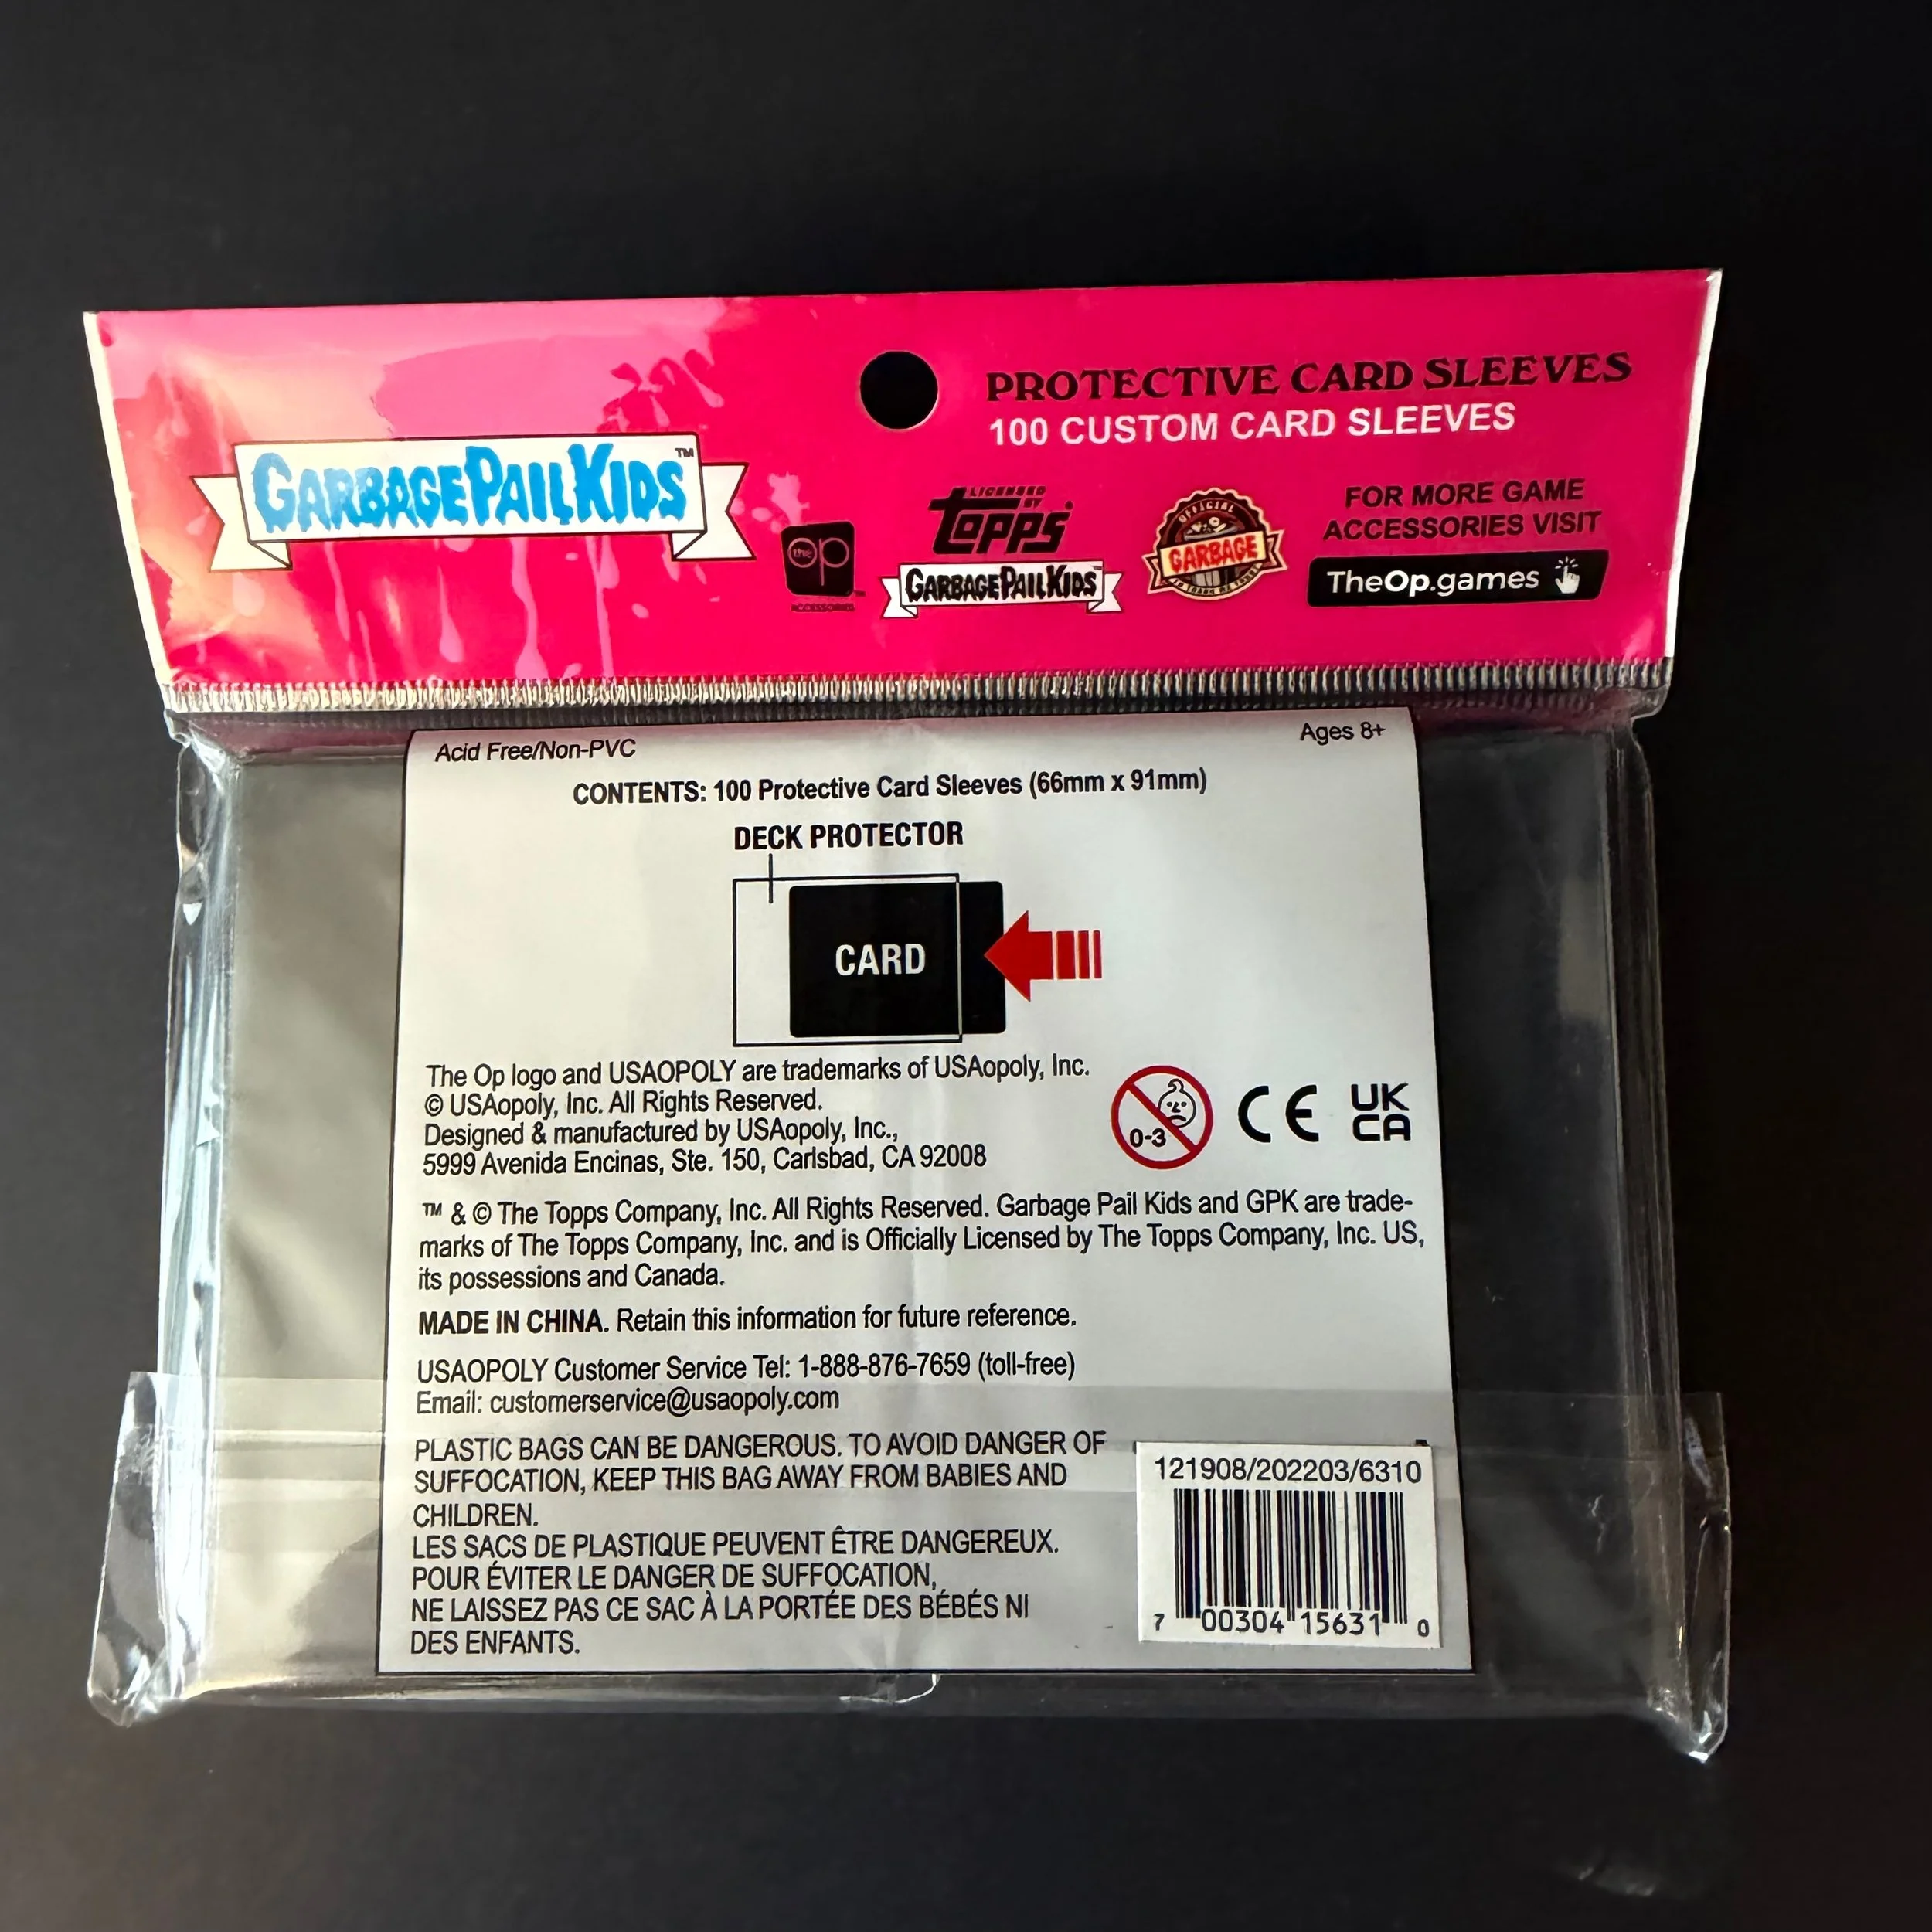 GARBAGE PAIL KIDS™
PROTECTIVE CARD SLEEVES
100 CUSTOM CARD SLEEVES
the op
ACCESSORIES
LICENSED
BY
TOPPS
GARBAGE PAIL KIDS
OFFICIAL
GARBAGE
FOR MORE GAME
ACCESSORIES VISIT
TheOp.games
Acid Free/Non-PVC
Ages 8+
CONTENTS: 100 Protective Card Sleeves (66mm x 91mm)
DECK PROTECTOR
CARD
The Op logo and USAOPOLY are trademarks of USAopoly, Inc.
© USAopoly, Inc. All Rights Reserved.
Designed & manufactured by USAopoly, Inc.,
5999 Avenida Encinas, Ste. 150, Carlsbad, CA 92008
0-3
CE
UK
CA
™ & © The Topps Company, Inc. All Rights Reserved. Garbage Pail Kids and GPK are trade-
marks of The Topps Company, Inc. and is Officially Licensed by The Topps Company, Inc. US,
its possessions and Canada.
MADE IN CHINA. Retain this information for future reference.
USAOPOLY Customer Service Tel: 1-888-876-7659 (toll-free)
Email: customerservice@usaopoly.com
PLASTIC BAGS CAN BE DANGEROUS. TO AVOID DANGER OF
SUFFOCATION, KEEP THIS BAG AWAY FROM BABIES AND
CHILDREN.
LES SACS DE PLASTIQUE PEUVENT ÊTRE DANGEREUX.
POUR ÉVITER LE DANGER DE SUFFOCATION,
NE LAISSEZ PAS CE SAC À LA PORTÉE DES BÉBÉS NI
DES ENFANTS.
121908/202203/6310
7 00304 15631 0